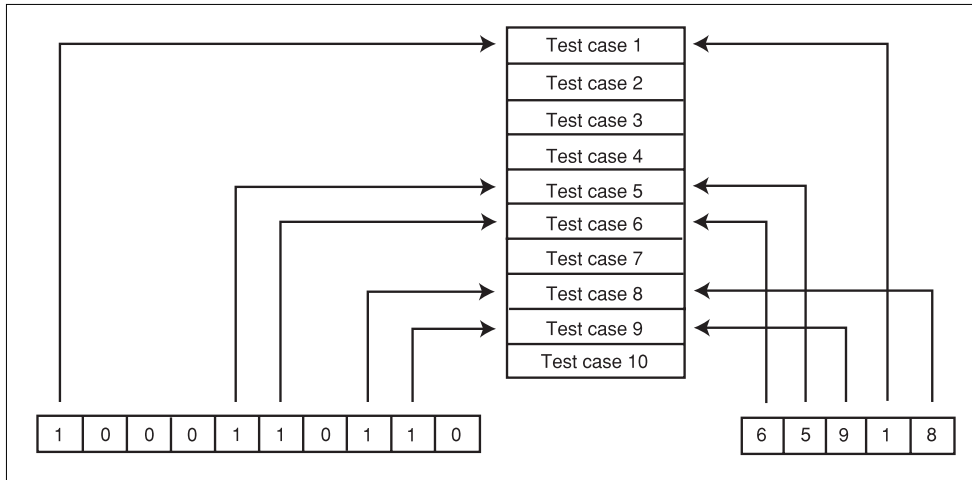 Test case 1
Test case 2
Test case 3
Test case 4
Test case 5
Test case 6
Test case 7
Test case 8
Test case 9
Test case 10
1 0 0 0 1 1 0 1 1 0
6 5 9 1 8